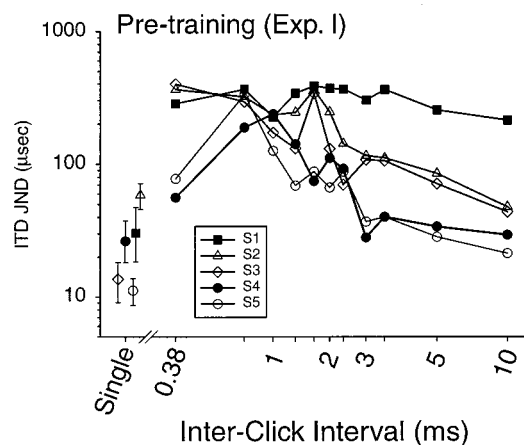 Pre-training (Exp. I)
1000
100
10
ITD JND (μsec)
S1
S2
S3
S4
S5
Single
0.38
1
2
3
5
10
Inter-Click Interval (ms)